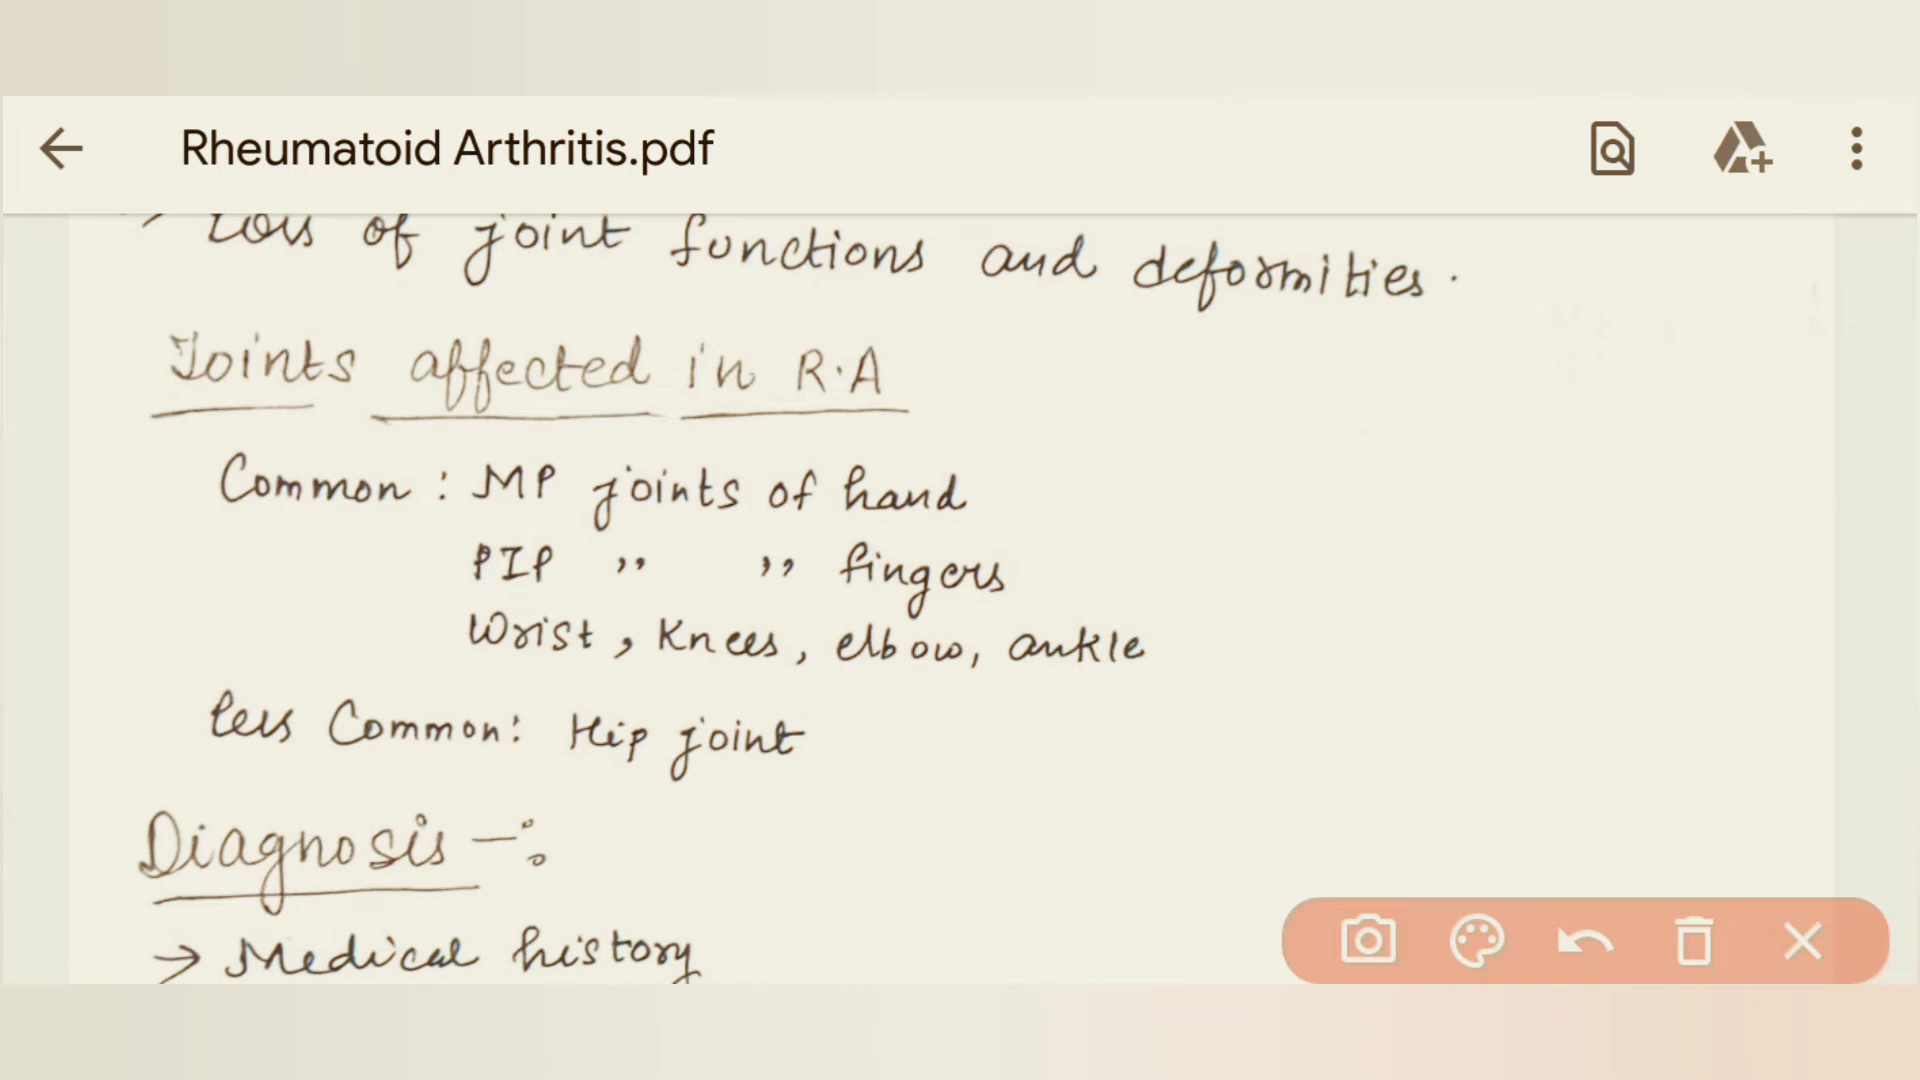 Rheumatoid Arthritis.pdf
→ Loss of joint functions and deformities.
Joints affected in R.A
Common : MP joints of hand
PIP ,, ,, fingers
Wrist, Knees, elbow, ankle
less Common: Hip joint
Diagnosis -:
→ Medical history